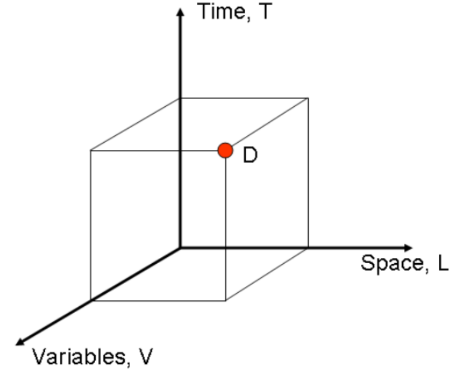 Time, T
D
Space, L
Variables, V